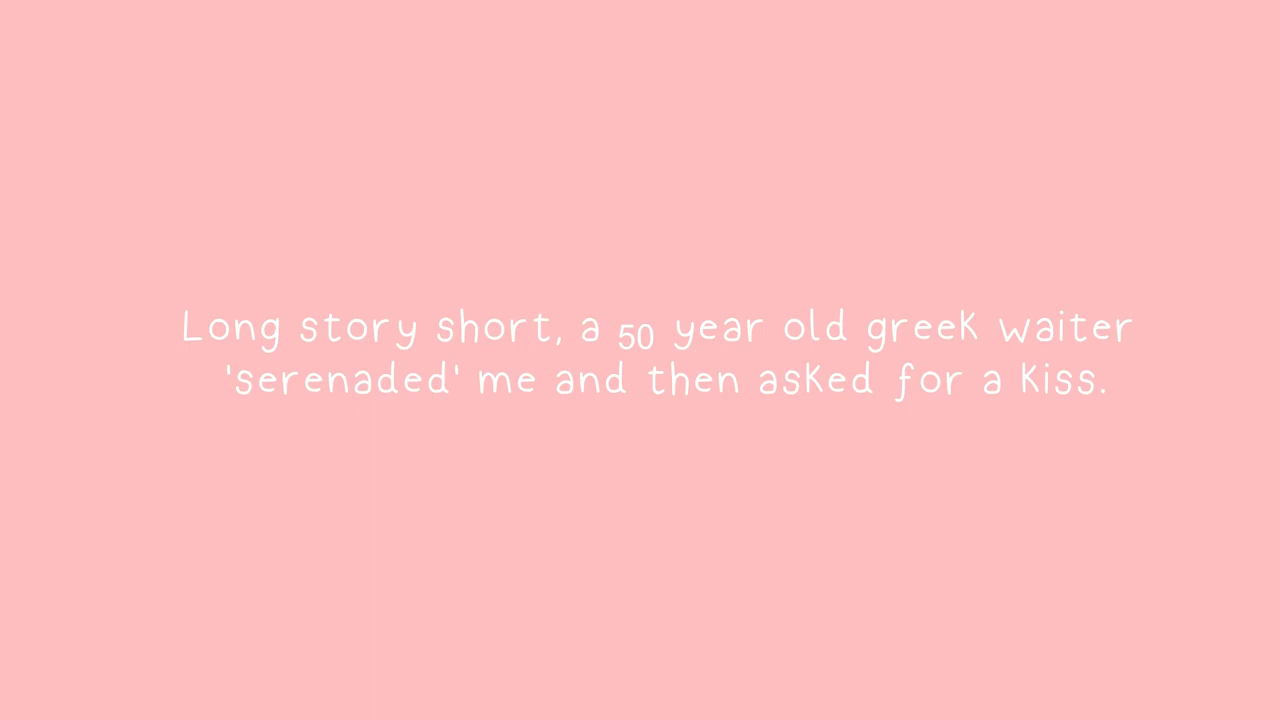 Long story short, a 50 year old greek waiter
'serenaded' me and then asked for a kiss.